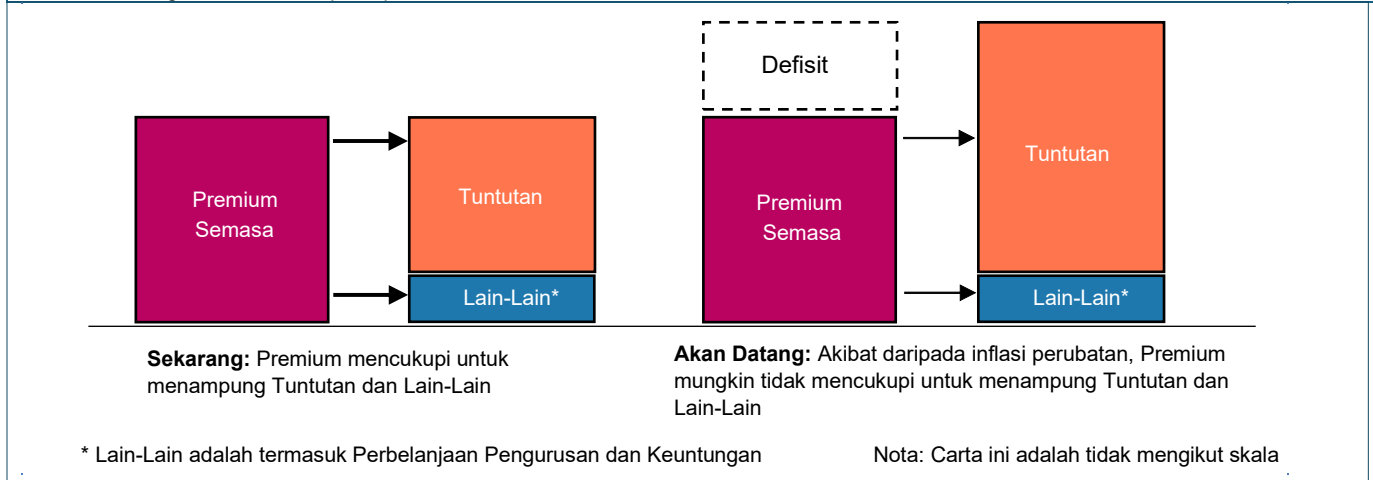 Defisit
Premium
Semasa
Tuntutan
Lain-Lain*
Premium
Semasa
Tuntutan
Lain-Lain*
Sekarang: Premium mencukupi untuk
menampung Tuntutan dan Lain-Lain
Akan Datang: Akibat daripada inflasi perubatan, Premium
mungkin tidak mencukupi untuk menampung Tuntutan dan
Lain-Lain
* Lain-Lain adalah termasuk Perbelanjaan Pengurusan dan Keuntungan
Nota: Carta ini adalah tidak mengikut skala